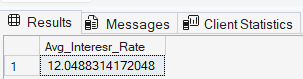 Results Messages Client Statistics
Avg_Interesr_Rate
1 12.0488314172048